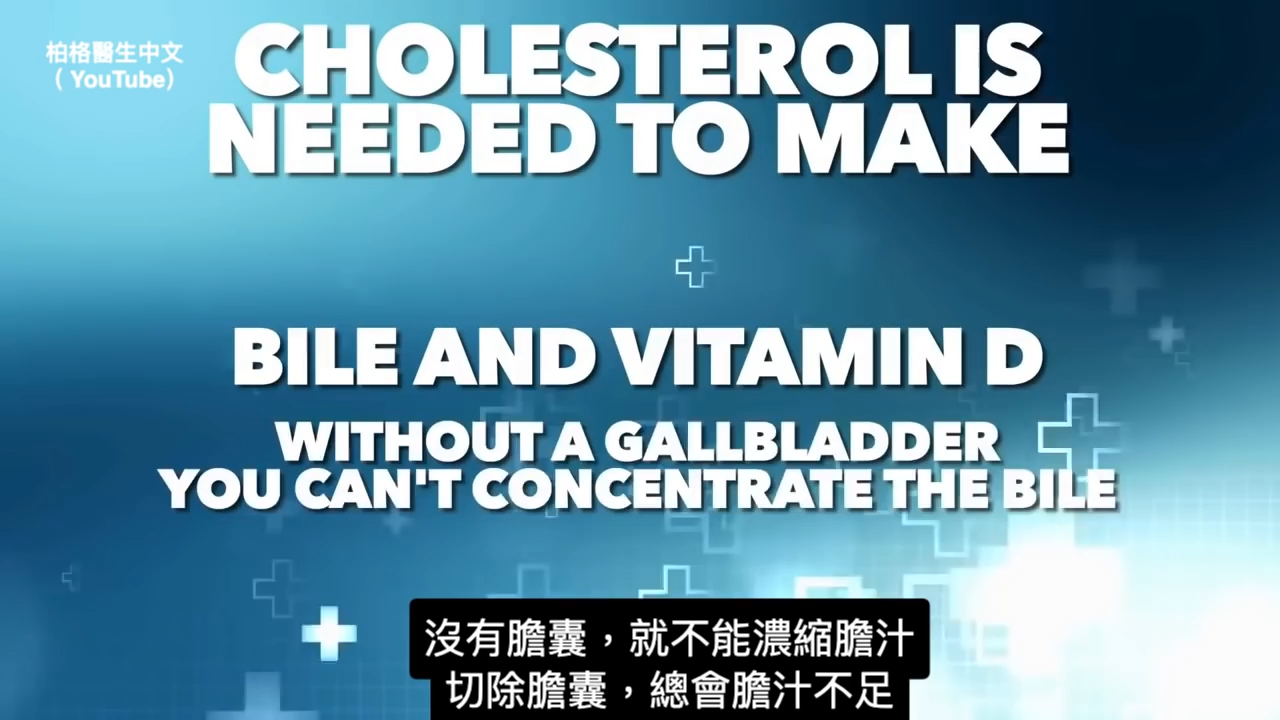 柏格醫生中文
（YouTube）
CHOLESTEROL IS
NEEDED TO MAKE
BILE AND VITAMIN D
WITHOUT A GALLBLADDER
YOU CAN'T CONCENTRATE THE BILE
沒有膽囊，就不能濃縮膽汁
切除膽囊，總會膽汁不足